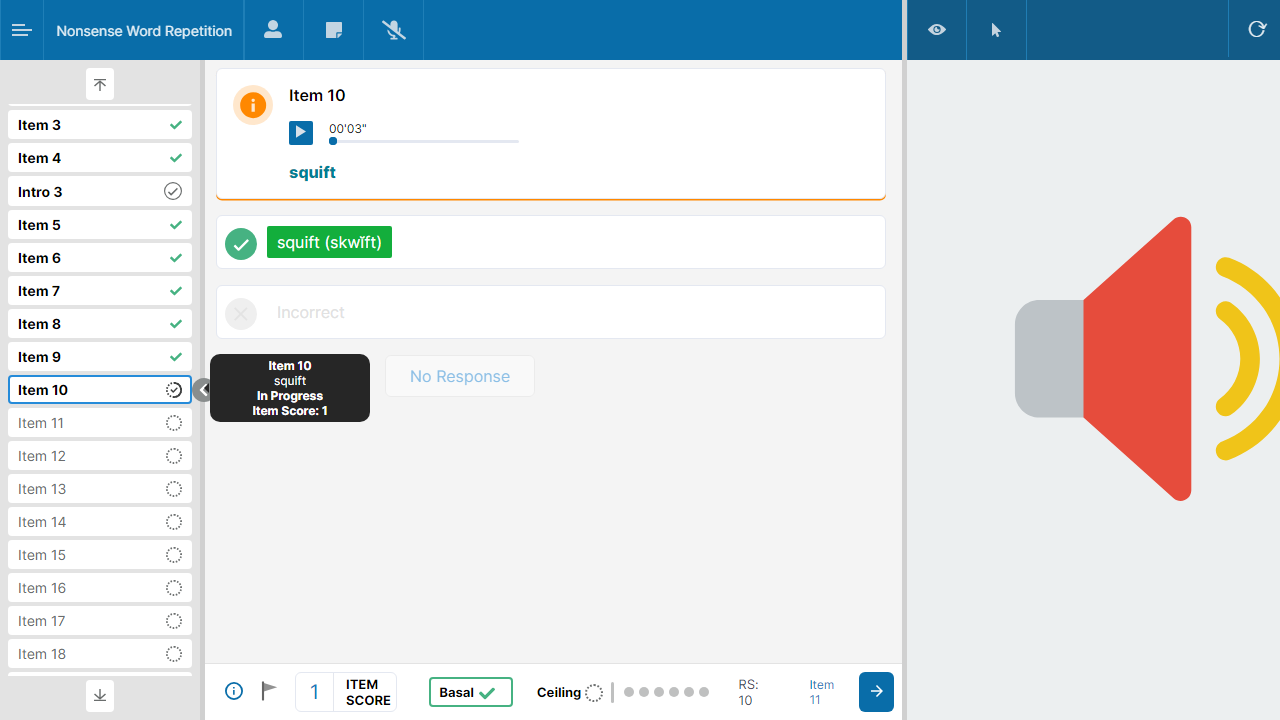 Nonsense Word Repetition
Item 3
Item 4
Intro 3
Item 5
Item 6
Item 7
Item 8
Item 9
Item 10
Item 11
Item 12
Item 13
Item 14
Item 15
Item 16
Item 17
Item 18
Item 10
00'03"
squift
squift (skwĭft)
Incorrect
Item 10
squift
In Progress
Item Score: 1
No Response
1
ITEM
SCORE
Basal
Ceiling
RS:
10
Item
11